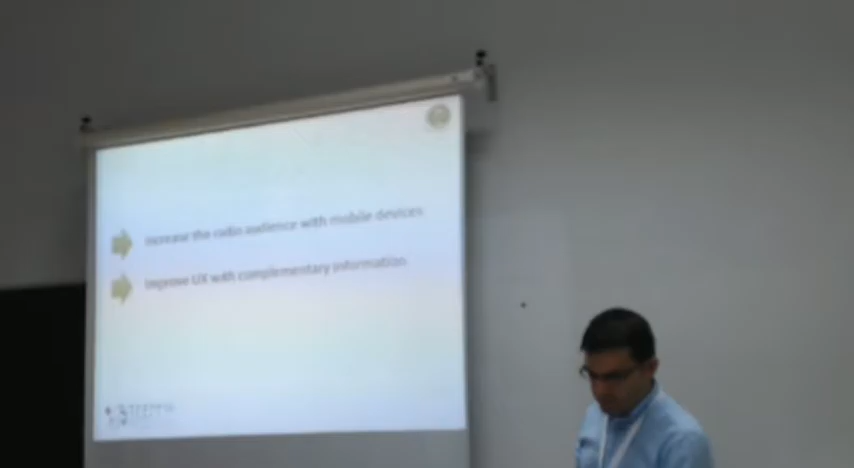 Increase the radio audience with mobile devices
Improve UX with complementary information